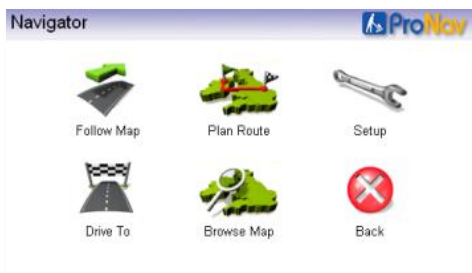 Navigator
ProNav
Follow Map
Plan Route
Setup
Drive To
Browse Map
Back